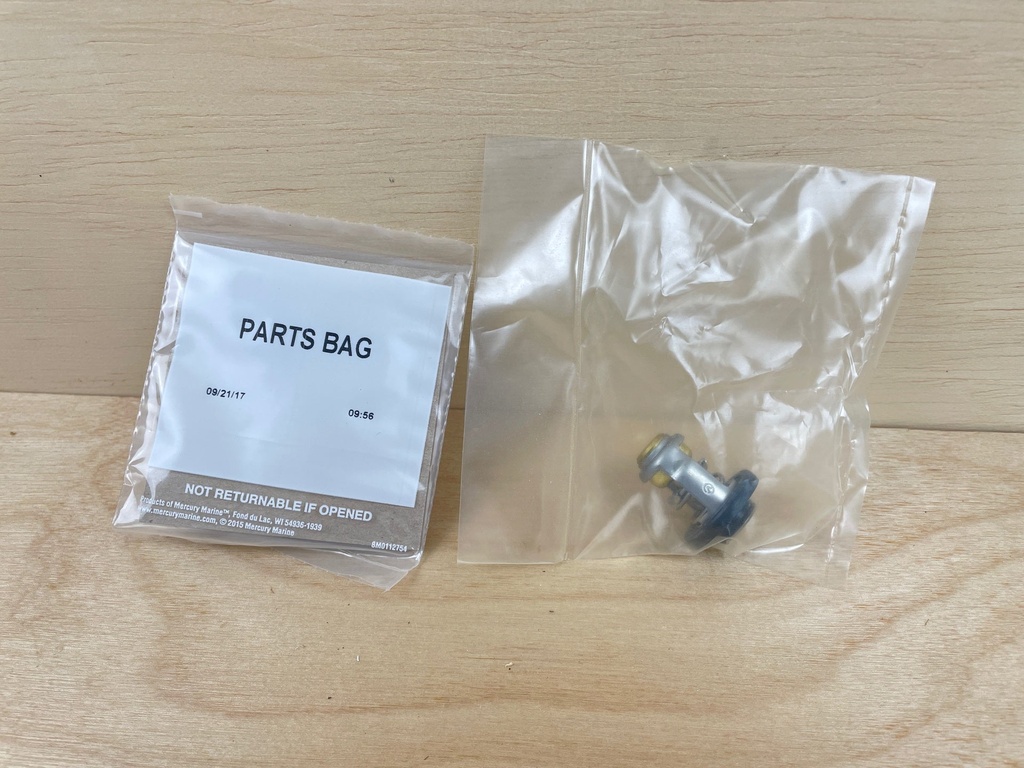 PARTS BAG
09/21/17
09:56
NOT RETURNABLE IF OPENED
Products of Mercury Marine™, Fond du Lac, WI 54936-1939
www.mercurymarine.com, © 2015 Mercury Marine
8M0112754